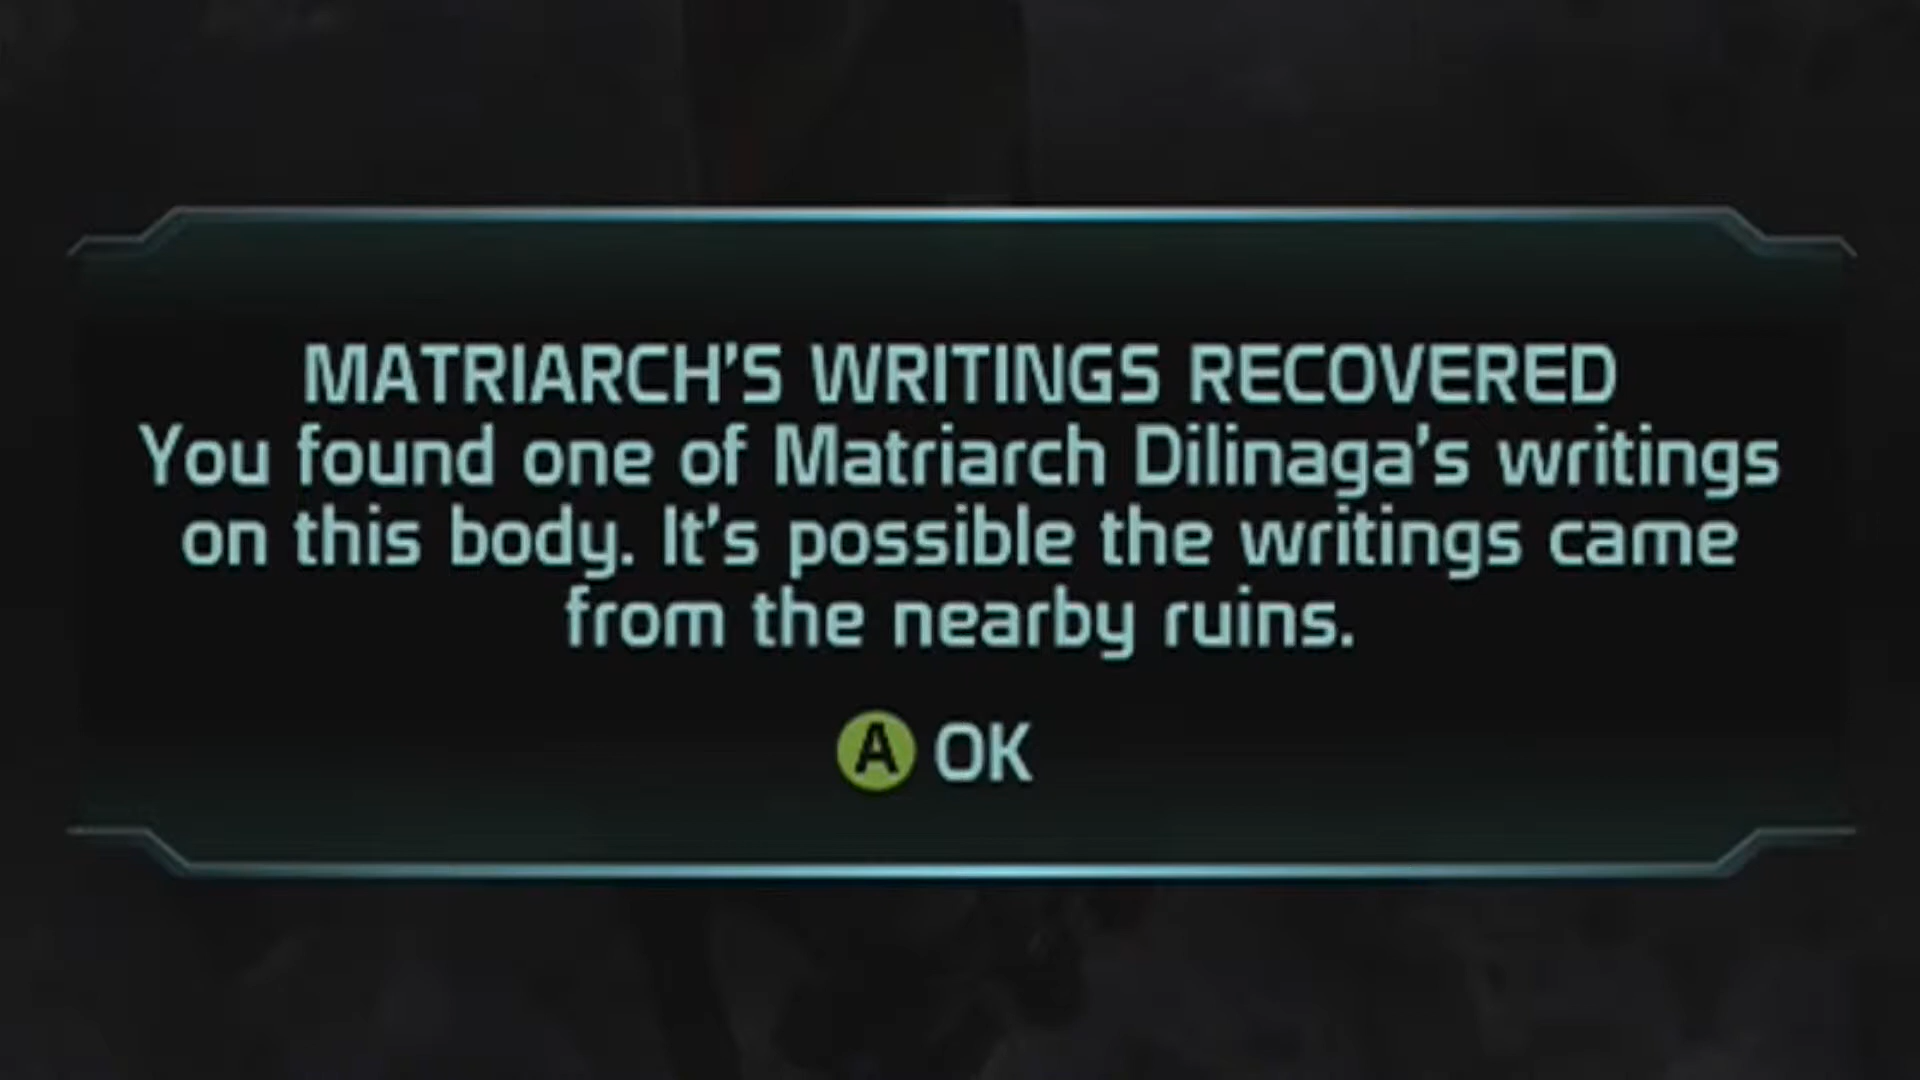 MATRIARCH'S WRITINGS RECOVERED
You found one of Matriarch Dilinaga's writings
on this body. It's possible the writings came
from the nearby ruins.
A OK